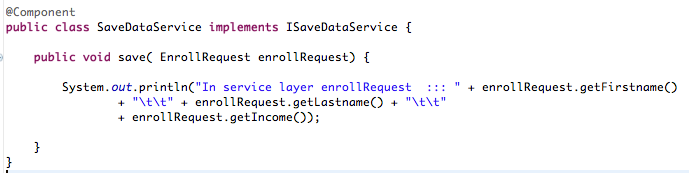 @Component
public class SaveDataService implements ISaveDataService {
public void save( EnrollRequest enrollRequest) {
System.out.println("In service layer enrollRequest  ::: " + enrollRequest.getFirstname()
+ "\t\t" + enrollRequest.getLastname() + "\t\t"
+ enrollRequest.getIncome());
}
}